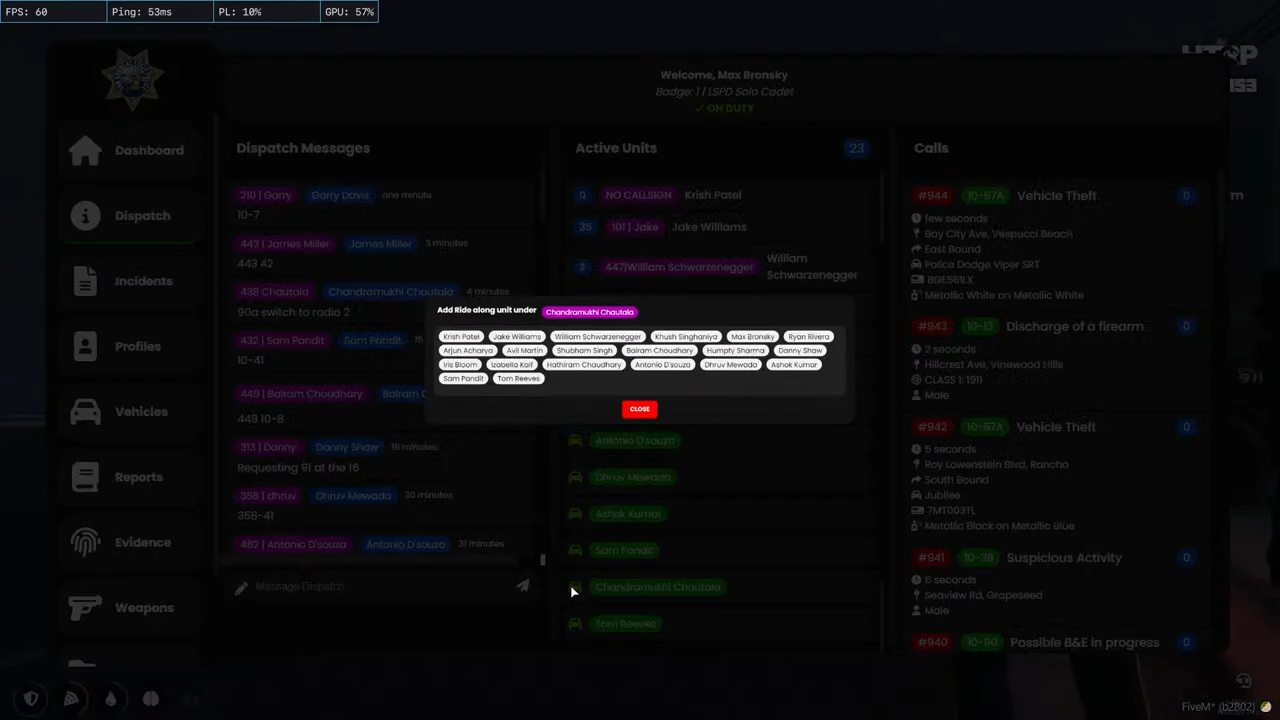 FPS: 60
Ping: 53ms
PL: 10%
GPU: 57%
Welcome, Max Bronsky
Badge: 1 | LSPD Solo Cadet
✓ ON DUTY
Dashboard
Dispatch
Incidents
Profiles
Vehicles
Reports
Evidence
Weapons
Dispatch Messages
210 | Garry Garry Davis one minute
10-7
443 | James Miller James Miller 3 minutes
443 42
438 Chautala Chandramukhi Chautala 4 minutes
90a switch to radio 2
432 | Sam Pandit Sam Pandit
10-41
449 | Balram Choudhary
449 10-8
313 | Danny Danny Shaw 18 minutes
Requesting 91 at the 16
358 | dhruv Dhruv Mewada 30 minutes
358-41
462 | Antonio D'souza Antonio D'souza 31 minutes
Message Dispatch
Active Units 23
0 NO CALLSIGN Krish Patel
35 101 | Jake Jake Williams
2 447|William Schwarzenegger William Schwarzenegger
Add Ride along unit under Chandramukhi Chautala
Krish Patel Jake Williams William Schwarzenegger Khush Singhaniya Max Bronsky Ryan Rivera
Arjun Acharya Avil Martin Shubham Singh Balram Choudhary Humpty Sharma Danny Shaw
Iris Bloom Izabella Kaif Hathiram Chaudhary Antonio D'souza Dhruv Mewada Ashok Kumar
Sam Pandit Tom Reeves
CLOSE
Antonio D'souza
Dhruv Mewada
Ashok Kumar
Sam Pandit
Chandramukhi Chautala
Tom Reeves
Calls
#944 10-67A Vehicle Theft 0
few seconds
Bay City Ave, Vespucci Beach
East Bound
Police Dodge Viper SRT
8GE561LX
Metallic White on Metallic White
#943 10-13 Discharge of a firearm 0
2 seconds
Hillcrest Ave, Vinewood Hills
CLASS 1: 1911
Male
#942 10-67A Vehicle Theft 0
5 seconds
Roy Lowenstein Blvd, Rancho
South Bound
Jubilee
7MT003TL
Metallic Black on Metallic Blue
#941 10-38 Suspicious Activity 0
6 seconds
Seaview Rd, Grapeseed
Male
#940 10-90 Possible B&E in progress 0
FiveM* (b2802)